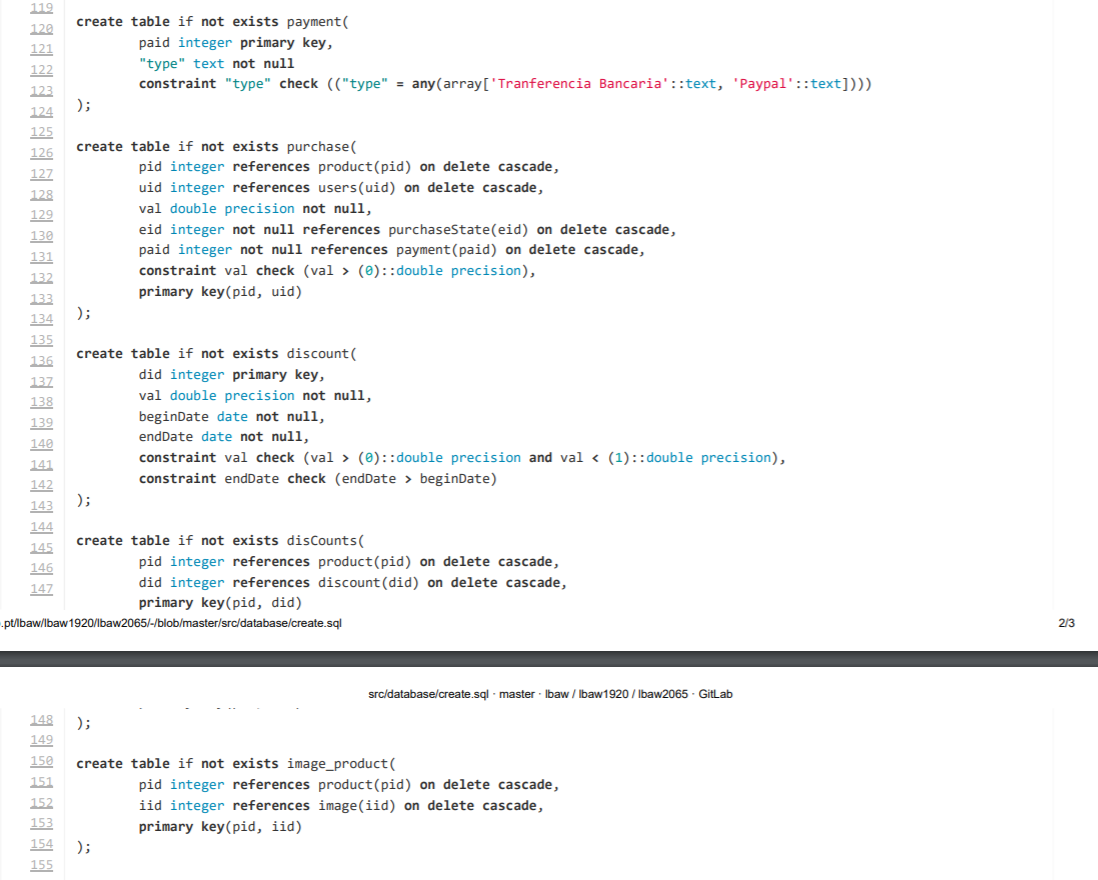 119
120 create table if not exists payment(
121 paid integer primary key,
122 "type" text not null
123 constraint "type" check (("type" = any(array['Tranferencia Bancaria'::text, 'Paypal'::text])))
124 );
125
126 create table if not exists purchase(
127 pid integer references product(pid) on delete cascade,
128 uid integer references users(uid) on delete cascade,
129 val double precision not null,
130 eid integer not null references purchaseState(eid) on delete cascade,
131 paid integer not null references payment(paid) on delete cascade,
132 constraint val check (val > (0)::double precision),
133 primary key(pid, uid)
134 );
135
136 create table if not exists discount(
137 did integer primary key,
138 val double precision not null,
139 beginDate date not null,
140 endDate date not null,
141 constraint val check (val > (0)::double precision and val < (1)::double precision),
142 constraint endDate check (endDate > beginDate)
143 );
144
145 create table if not exists disCounts(
146 pid integer references product(pid) on delete cascade,
147 did integer references discount(did) on delete cascade,
primary key(pid, did)
.pt/lbaw/lbaw1920/lbaw2065/-/blob/master/src/database/create.sql 2/3
src/database/create.sql · master · lbaw / lbaw1920 / lbaw2065 · GitLab
148 );
149
150 create table if not exists image_product(
151 pid integer references product(pid) on delete cascade,
152 iid integer references image(iid) on delete cascade,
153 primary key(pid, iid)
154 );
155